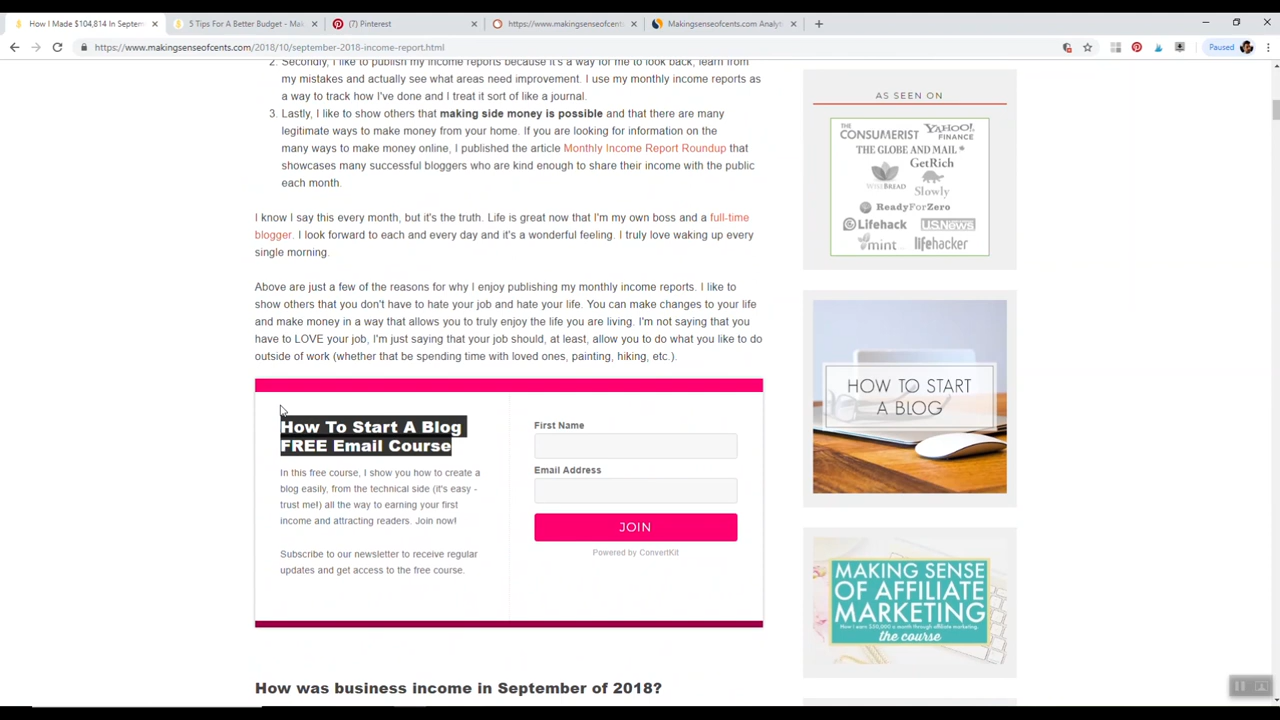 How I Made $104,814 In Septem
5 Tips For A Better Budget - Mak
(7) Pinterest
https://www.makingsenseofcents
Makingsenseofcents.com Analyti
https://www.makingsenseofcents.com/2018/10/september-2018-income-report.html
Paused
2. Secondly, I like to publish my income reports because it's a way for me to look back, learn from
my mistakes and actually see what areas need improvement. I use my monthly income reports as
a way to track how I've done and I treat it sort of like a journal.
3. Lastly, I like to show others that making side money is possible and that there are many
legitimate ways to make money from your home. If you are looking for information on the
many ways to make money online, I published the article Monthly Income Report Roundup that
showcases many successful bloggers who are kind enough to share their income with the public
each month.
I know I say this every month, but it's the truth. Life is great now that I'm my own boss and a full-time
blogger. I look forward to each and every day and it's a wonderful feeling. I truly love waking up every
single morning.
Above are just a few of the reasons for why I enjoy publishing my monthly income reports. I like to
show others that you don't have to hate your job and hate your life. You can make changes to your life
and make money in a way that allows you to truly enjoy the life you are living. I'm not saying that you
have to LOVE your job, I'm just saying that your job should, at least, allow you to do what you like to do
outside of work (whether that be spending time with loved ones, painting, hiking, etc.).
How To Start A Blog
FREE Email Course
In this free course, I show you how to create a
blog easily, from the technical side (it's easy -
trust me!) all the way to earning your first
income and attracting readers. Join now!
Subscribe to our newsletter to receive regular
updates and get access to the free course.
First Name
Email Address
JOIN
Powered by ConvertKit
How was business income in September of 2018?
AS SEEN ON
THE CONSUMERIST
YAHOO! FINANCE
THE GLOBE AND MAIL *
WISEBREAD
GetRich
Slowly
ReadyForZero
Lifehack
U.S.News
mint
lifehacker
HOW TO START
A BLOG
MAKING SENSE
OF AFFILIATE
MARKETING
the course